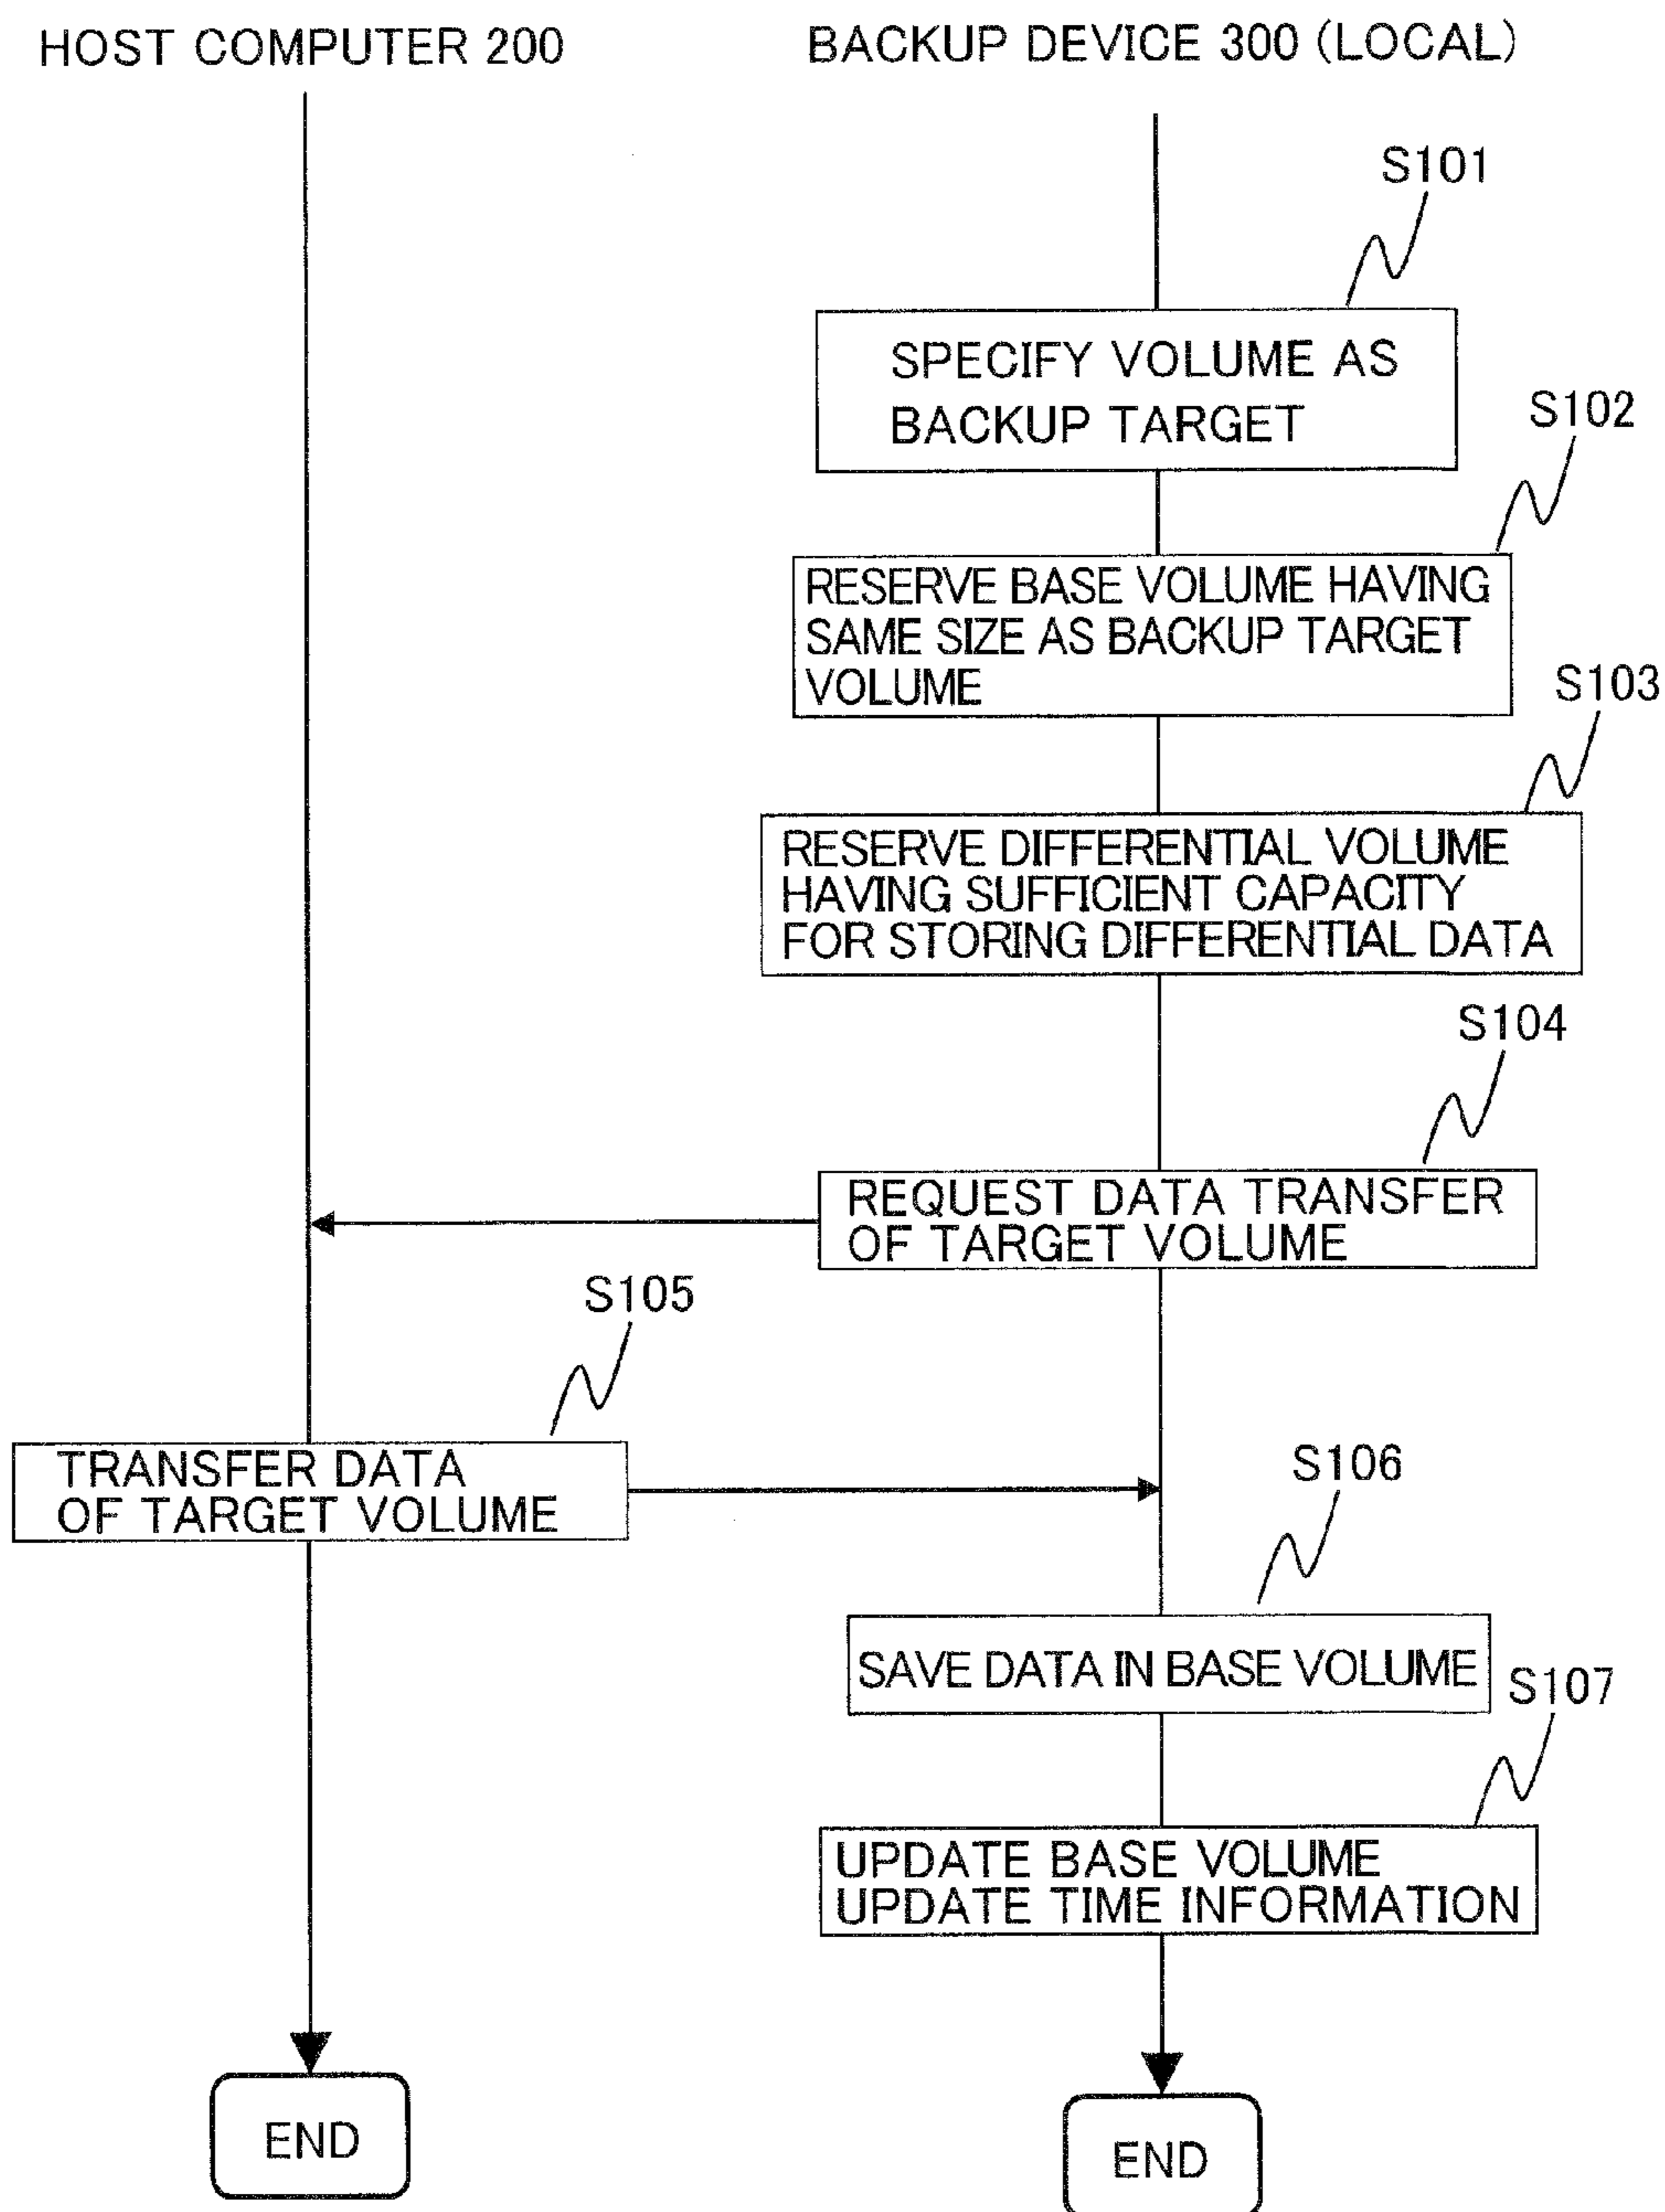 HOST COMPUTER 200
BACKUP DEVICE 300 (LOCAL)
S101
SPECIFY VOLUME AS
BACKUP TARGET
S102
RESERVE BASE VOLUME HAVING
SAME SIZE AS BACKUP TARGET
VOLUME
S103
RESERVE DIFFERENTIAL VOLUME
HAVING SUFFICIENT CAPACITY
FOR STORING DIFFERENTIAL DATA
S104
REQUEST DATA TRANSFER
OF TARGET VOLUME
S105
TRANSFER DATA
OF TARGET VOLUME
S106
SAVE DATA IN BASE VOLUME
S107
UPDATE BASE VOLUME
UPDATE TIME INFORMATION
END
END